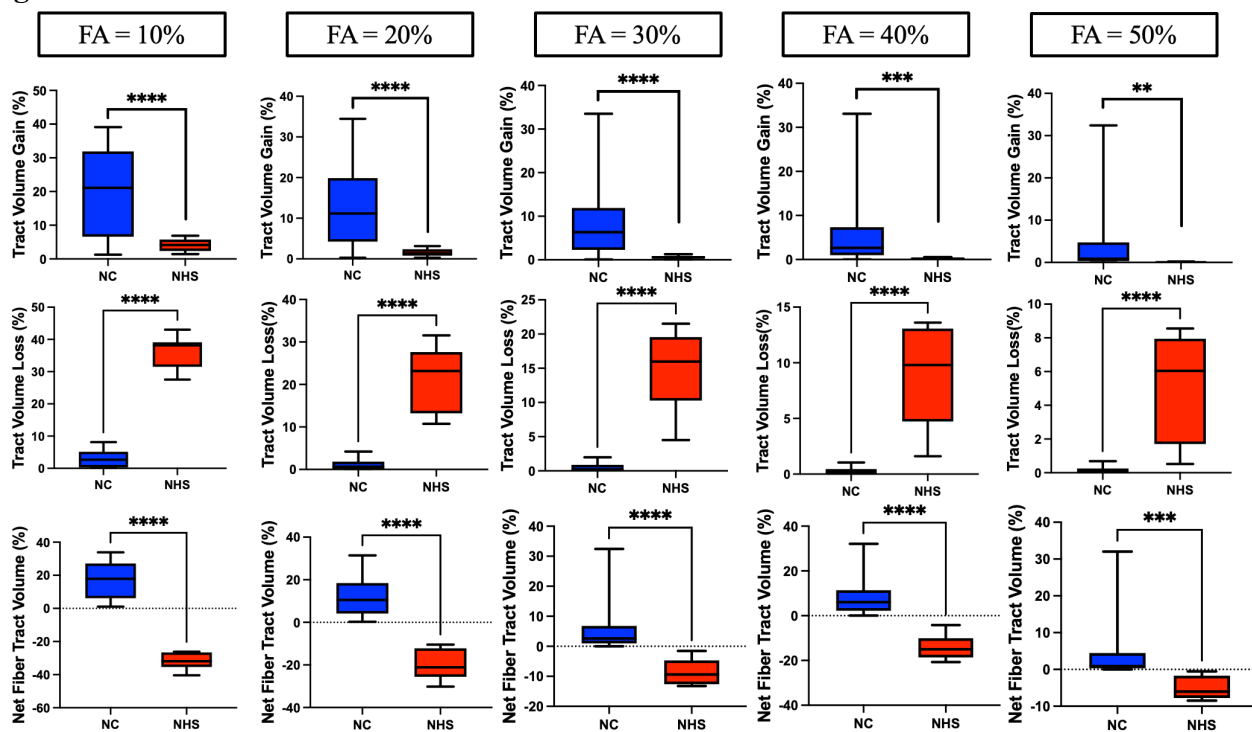 FA = 10%
FA = 20%
FA = 30%
FA = 40%
FA = 50%
Tract Volume Gain (%)
50
40
30
20
10
0
****
NC
NHS
Tract Volume Gain (%)
40
30
20
10
0
****
NC
NHS
Tract Volume Gain (%)
40
30
20
10
0
****
NC
NHS
Tract Volume Gain (%)
40
30
20
10
0
***
NC
NHS
Tract Volume Gain (%)
40
30
20
10
0
**
NC
NHS
Tract Volume Loss (%)
50
40
30
20
10
0
****
NC
NHS
Tract Volume Loss(%)
40
30
20
10
0
****
NC
NHS
Tract Volume Loss (%)
30
25
20
15
10
5
0
****
NC
NHS
Tract Volume Loss(%)
15
10
5
0
****
NC
NHS
Tract Volume Loss (%)
10
8
6
4
2
0
****
NC
NHS
Net Fiber Tract Volume (%)
40
20
0
-20
-40
-60
****
NC
NHS
Net Fiber Tract Volume (%)
40
20
0
-20
-40
****
NC
NHS
Net Fiber Tract Volume (%)
40
30
20
10
0
-10
-20
****
NC
NHS
Net Fiber Tract Volume (%)
40
20
0
-20
-40
****
NC
NHS
Net Fiber Tract Volume (%)
40
30
20
10
0
-10
***
NC
NHS